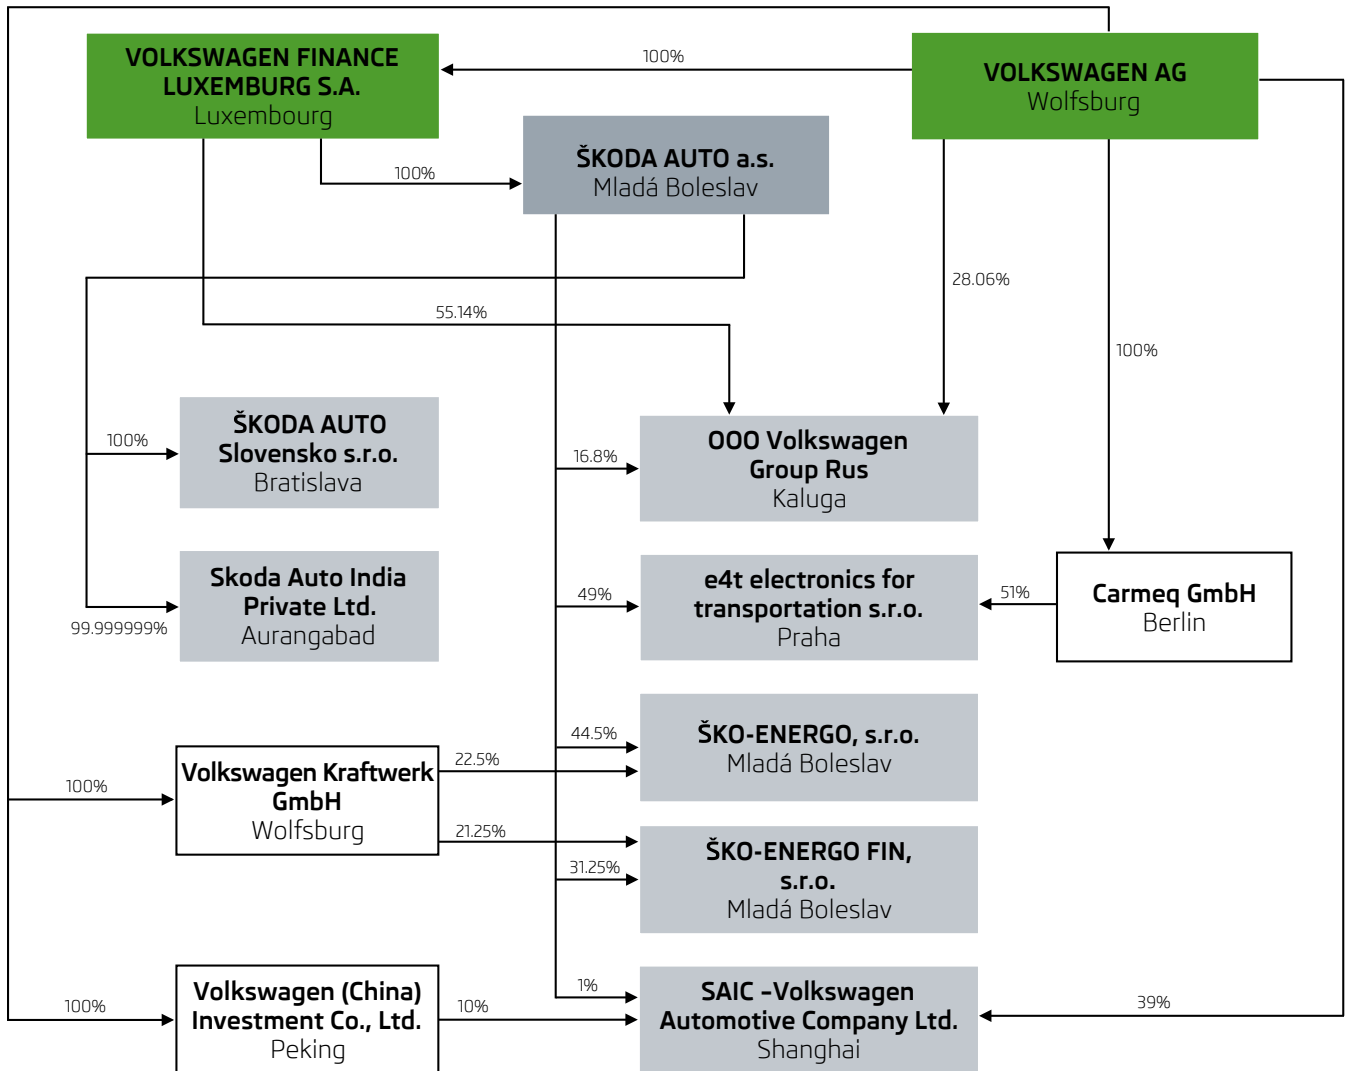 VOLKSWAGEN FINANCE
LUXEMBURG S.A.
Luxembourg
100%
VOLKSWAGEN AG
Wolfsburg
100%
ŠKODA AUTO a.s.
Mladá Boleslav
28.06%
55.14%
100%
100%
ŠKODA AUTO
Slovensko s.r.o.
Bratislava
16.8%
OOO Volkswagen
Group Rus
Kaluga
99.999999%
Skoda Auto India
Private Ltd.
Aurangabad
49%
e4t electronics for
transportation s.r.o.
Praha
51%
Carmeq GmbH
Berlin
100%
Volkswagen Kraftwerk
GmbH
Wolfsburg
22.5%
21.25%
44.5%
ŠKO-ENERGO, s.r.o.
Mladá Boleslav
31.25%
ŠKO-ENERGO FIN,
s.r.o.
Mladá Boleslav
100%
Volkswagen (China)
Investment Co., Ltd.
Peking
10%
1%
SAIC –Volkswagen
Automotive Company Ltd.
Shanghai
39%